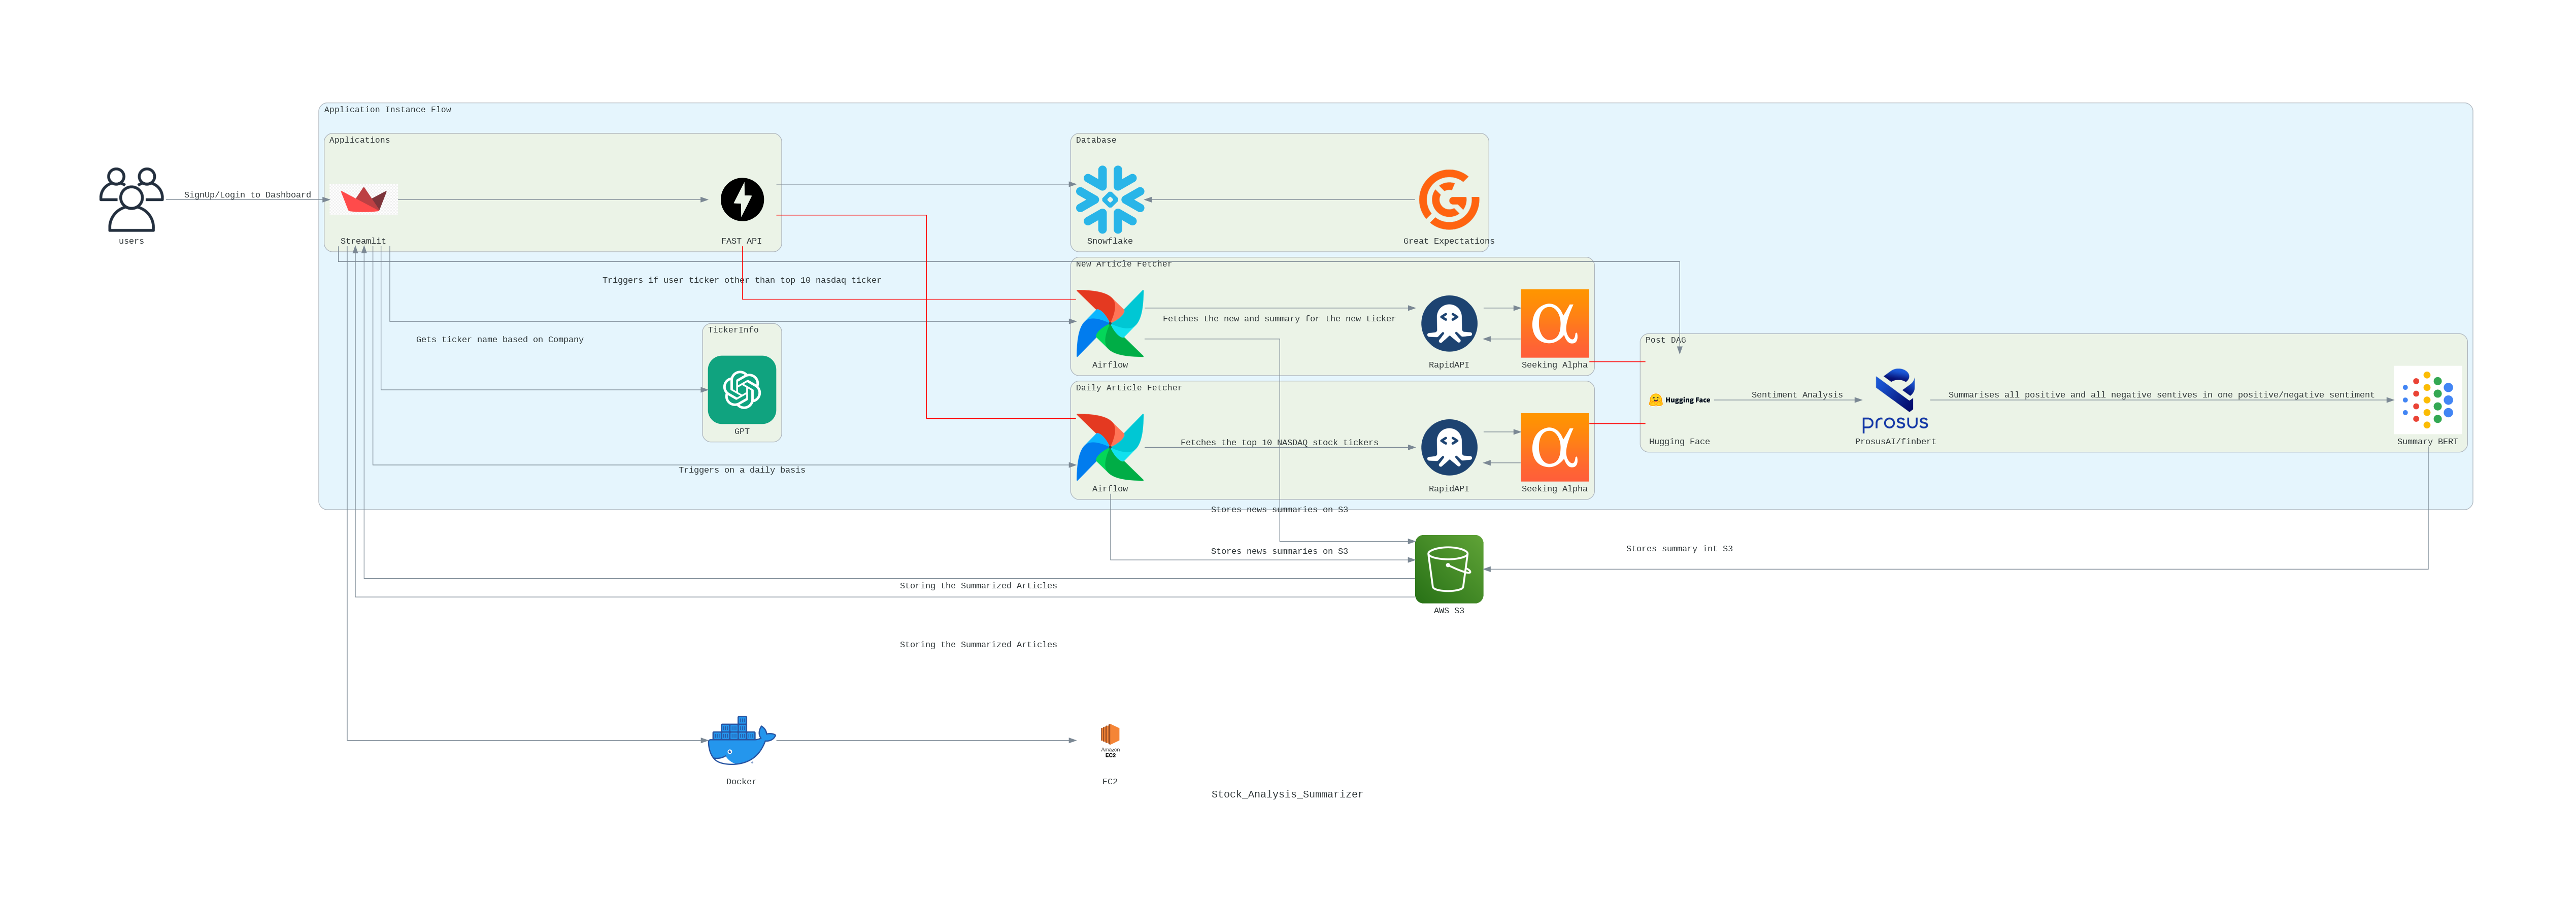 Application Instance Flow
Applications
Database
SignUp/Login to Dashboard
users
Streamlit
FAST API
Snowflake
Great Expectations
New Article Fetcher
Triggers if user ticker other than top 10 nasdaq ticker
Fetches the new and summary for the new ticker
TickerInfo
Gets ticker name based on Company
Airflow
RapidAPI
Seeking Alpha
Post DAG
Daily Article Fetcher
Sentiment Analysis
Summarises all positive and all negative sentives in one positive/negative sentiment
Hugging Face
prosus
GPT
Hugging Face
ProsusAI/finbert
Summary BERT
Fetches the top 10 NASDAQ stock tickers
Triggers on a daily basis
Airflow
RapidAPI
Seeking Alpha
Stores news summaries on S3
Stores news summaries on S3
Stores summary int S3
Storing the Summarized Articles
AWS S3
Storing the Summarized Articles
Amazon
EC2
Docker
EC2
Stock_Analysis_Summarizer